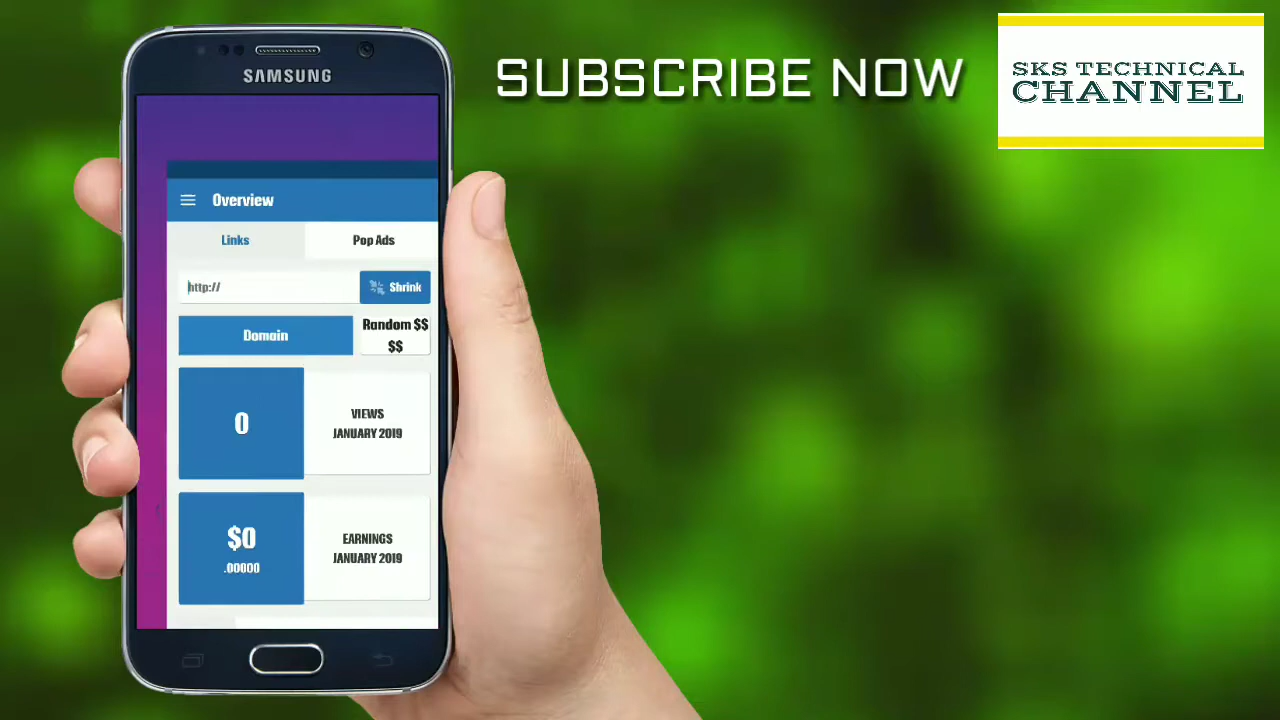 SUBSCRIBE NOW
SKS TECHNICAL
CHANNEL
SAMSUNG
Overview
Links
Pop Ads
http://
Shrink
Domain
Random $$
$$
0
VIEWS
JANUARY 2019
$0
.00000
EARNINGS
JANUARY 2019